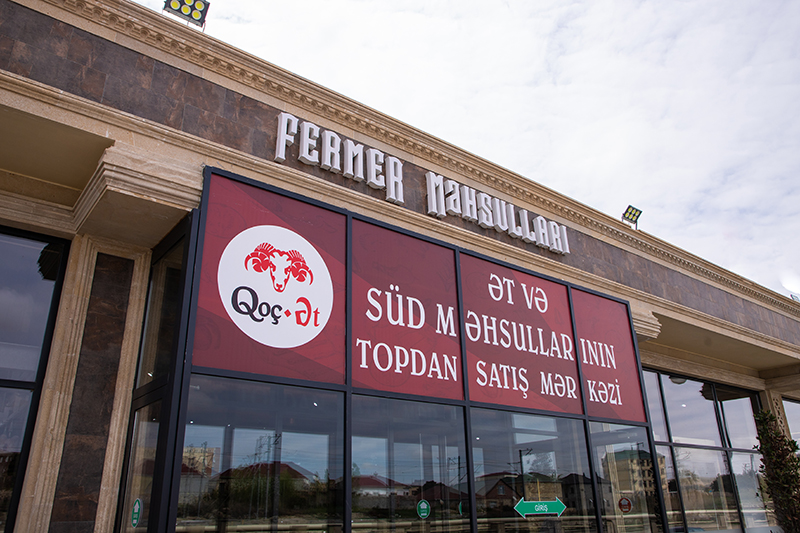 FERMER MƏHSULLARI
Qoç·Ət
ƏT VƏ
SÜD MƏHSULLARININ
TOPDAN SATIŞ MƏRKƏZİ
GİRİŞ